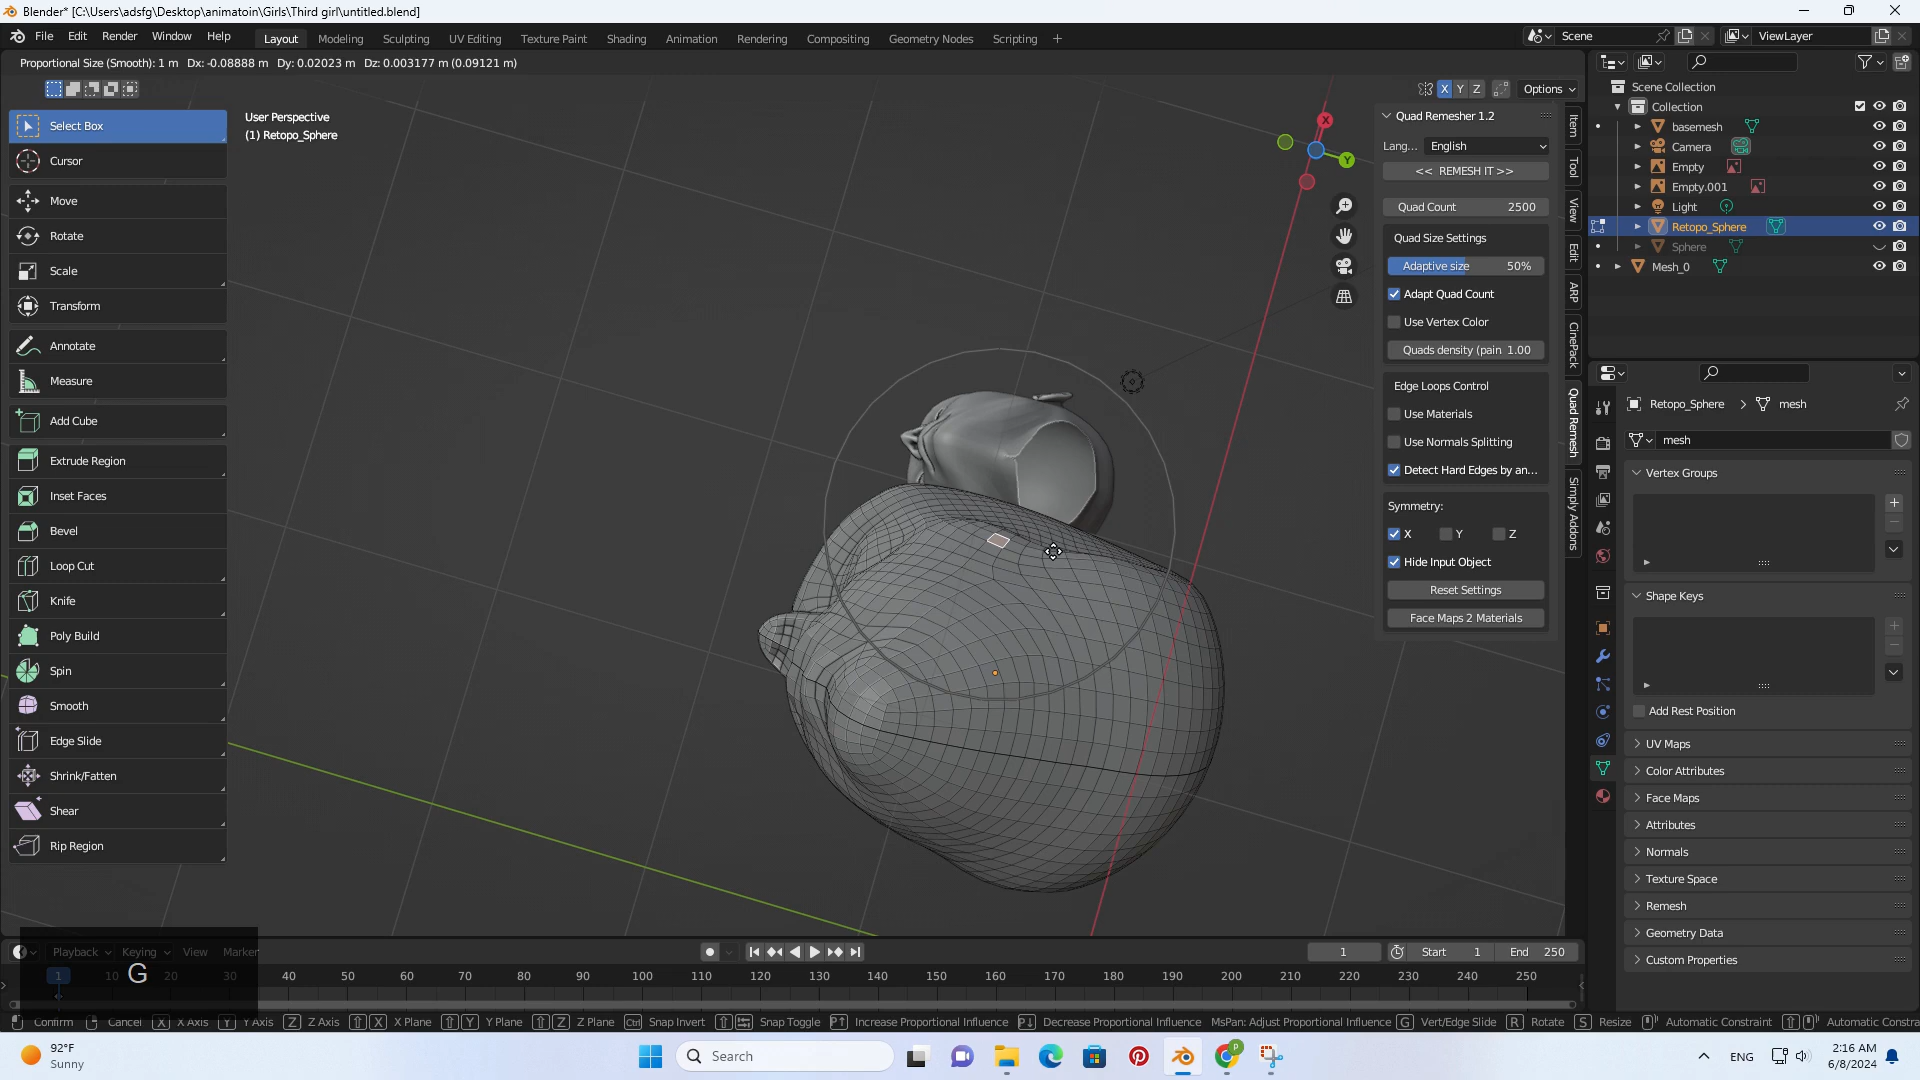 Blender* [C:\Users\adsfg\Desktop\animatoin\Girls\Third girl\untitled.blend]
File Edit Render Window Help Layout Modeling Sculpting UV Editing Texture Paint Shading Animation Rendering Compositing Geometry Nodes Scripting + Scene ViewLayer
Proportional Size (Smooth): 1 m Dx: -0.08888 m Dy: 0.02023 m Dz: 0.003177 m (0.09121 m)
X Y Z Options
Select Box
Cursor
Move
Rotate
Scale
Transform
Annotate
Measure
Add Cube
Extrude Region
Inset Faces
Bevel
Loop Cut
Knife
Poly Build
Spin
Smooth
Edge Slide
Shrink/Fatten
Shear
Rip Region
User Perspective
(1) Retopo_Sphere
X
Y
Quad Remesher 1.2
Lang... English
<< REMESH IT >>
Quad Count 2500
Quad Size Settings
Adaptive size 50%
Adapt Quad Count
Use Vertex Color
Quads density (pain 1.00
Edge Loops Control
Use Materials
Use Normals Splitting
Detect Hard Edges by an...
Symmetry:
X Y Z
Hide Input Object
Reset Settings
Face Maps 2 Materials
Item
Tool
View
Edit
ARP
CinePack
Quad Remesh
Simply Addons
Scene Collection
Collection
basemesh
Camera
Empty
Empty.001
Light
Retopo_Sphere
Sphere
Mesh_0
Retopo_Sphere > mesh
mesh
Vertex Groups
Shape Keys
Add Rest Position
UV Maps
Color Attributes
Face Maps
Attributes
Normals
Texture Space
Remesh
Geometry Data
Custom Properties
Playback Keying View Marker
G
1 Start 1 End 250
1 10 20 30 40 50 60 70 80 90 100 110 120 130 140 150 160 170 180 190 200 210 220 230 240 250
Confirm Cancel X X Axis Y Y Axis Z Z Axis X X Plane Y Y Plane Z Z Plane Ctrl Snap Invert Snap Toggle Increase Proportional Influence Decrease Proportional Influence MsPan: Adjust Proportional Influence G Vert/Edge Slide R Rotate S Resize Automatic Constraint Automatic Constra
92°F
Sunny
Search
P
ENG
2:16 AM
6/8/2024